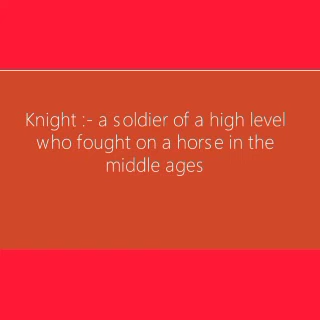 Knight :- a soldier of a high level
who fought on a horse in the
middle ages